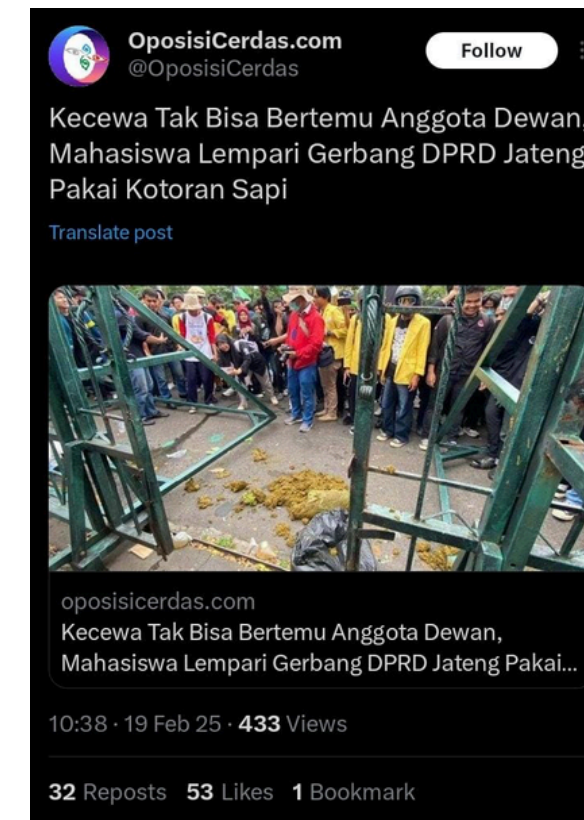 OposisiCerdas.com
@OposisiCerdas
Follow
Kecewa Tak Bisa Bertemu Anggota Dewan,
Mahasiswa Lempari Gerbang DPRD Jateng
Pakai Kotoran Sapi
Translate post
oposisicerdas.com
Kecewa Tak Bisa Bertemu Anggota Dewan,
Mahasiswa Lempari Gerbang DPRD Jateng Pakai...
10:38 · 19 Feb 25 · 433 Views
32 Reposts 53 Likes 1 Bookmark